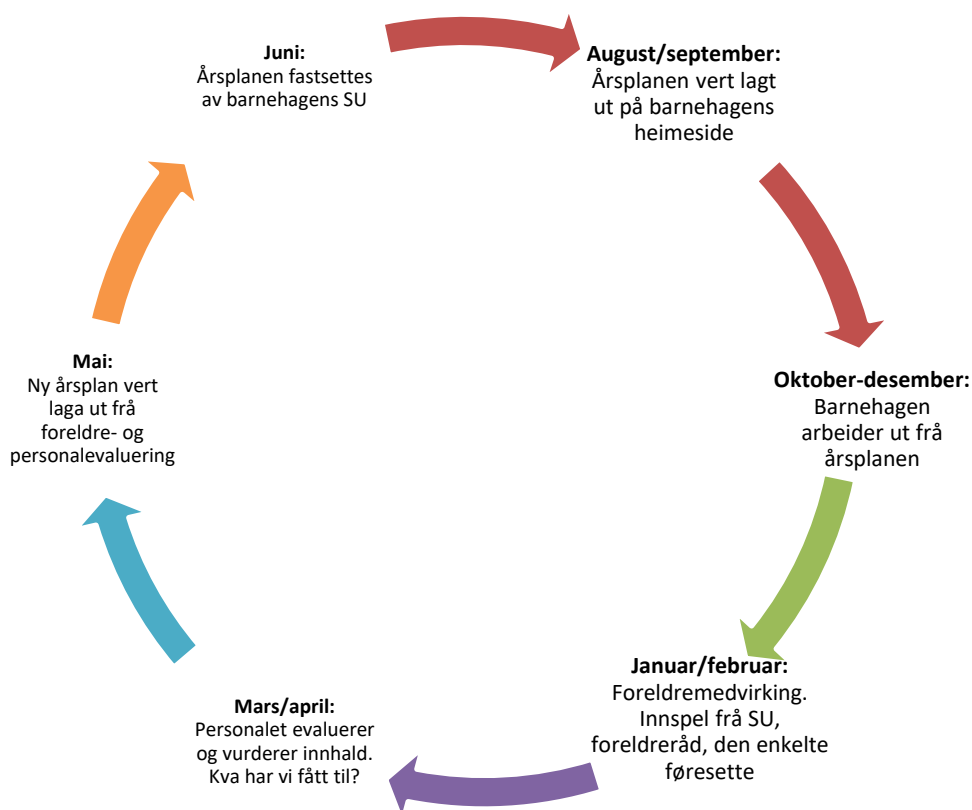 Juni:
Årsplanen fastsettes
av barnehagens SU
August/september:
Årsplanen vert lagt
ut på barnehagens
heimeside
Oktober-desember:
Barnehagen
arbeider ut frå
årsplanen
Januar/februar:
Foreldremedvirking.
Innspel frå SU,
foreldreråd, den enkelte
føresette
Mars/april:
Personalet evaluerer
og vurderer innhald.
Kva har vi fått til?
Mai:
Ny årsplan vert
laga ut frå
foreldre- og
personalevaluering